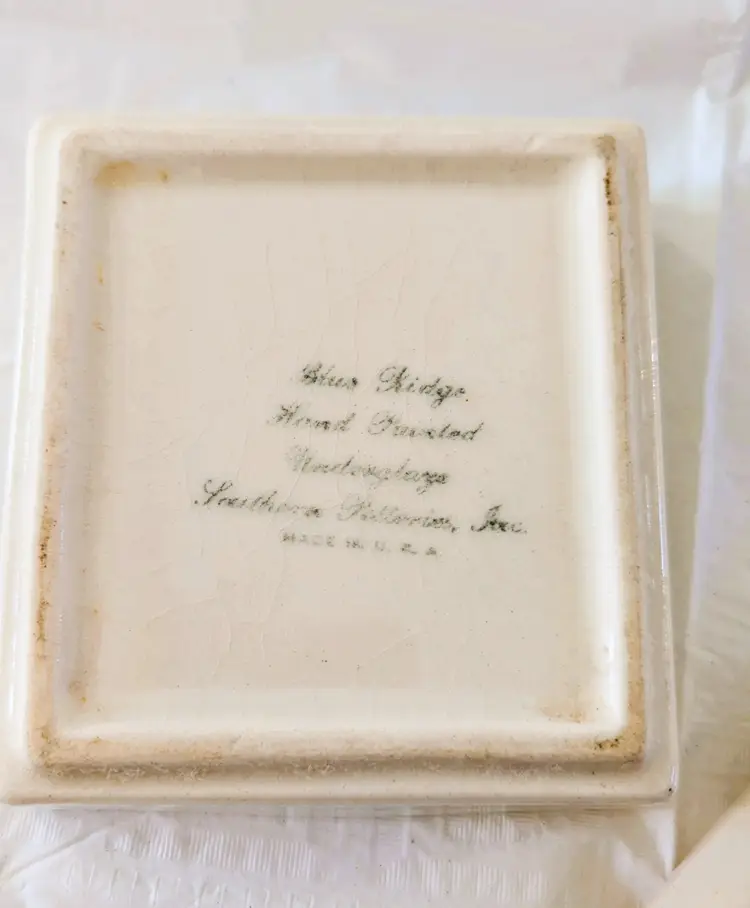 Blue Ridge
Hand Painted
Underglaze
Southern Potteries, Inc.
MADE IN U. S. A.